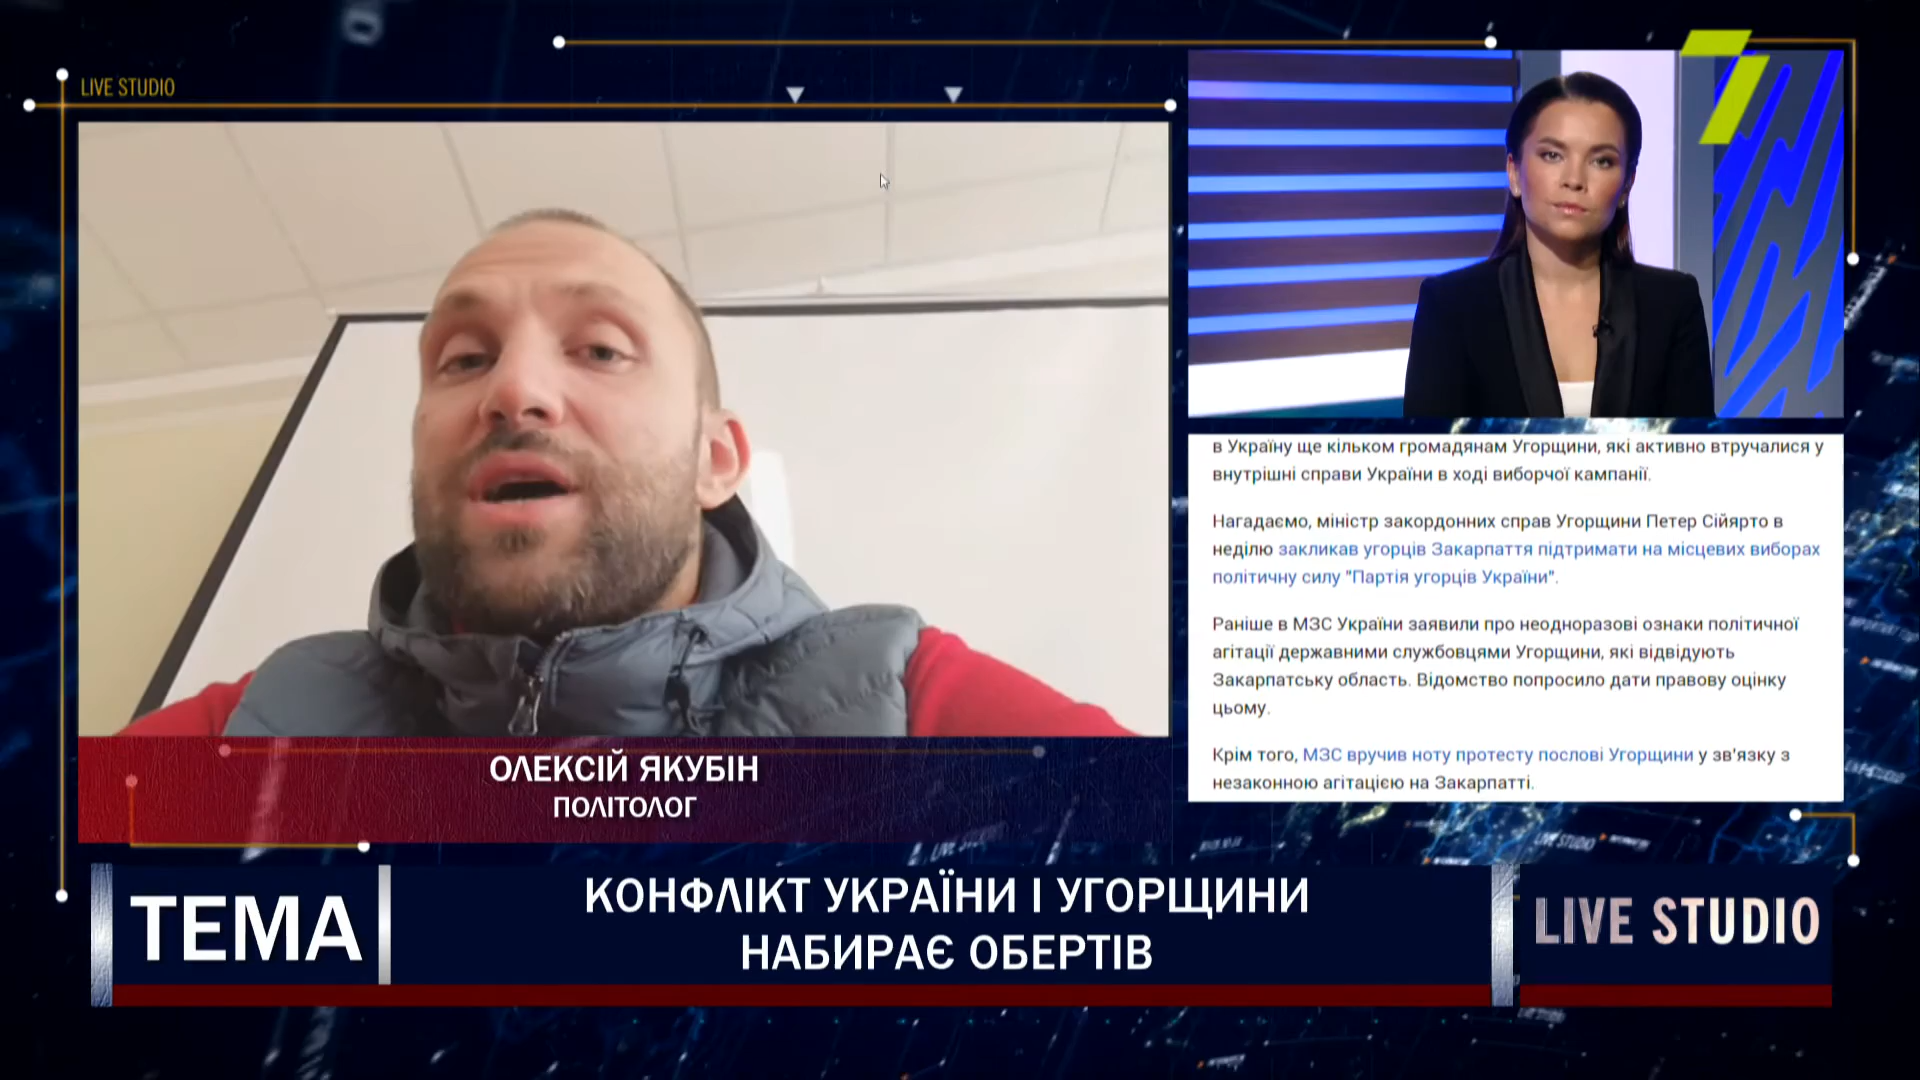 LIVE STUDIO
7
в Україну ще кільком громадянам Угорщини, які активно втручалися у
внутрішні справи України в ході виборчої кампанії.
Нагадаємо, міністр закордонних справ Угорщини Петер Сійярто в
неділю закликав угорців Закарпаття підтримати на місцевих виборах
політичну силу "Партія угорців України".
Раніше в МЗС України заявили про неодноразові ознаки політичної
агітації державними службовцями Угорщини, які відвідують
Закарпатську область. Відомство попросило дати правову оцінку
цьому.
Крім того, МЗС вручив ноту протесту послові Угорщини у зв'язку з
незаконною агітацією на Закарпатті.
ОЛЕКСІЙ ЯКУБІН
ПОЛІТОЛОГ
ТЕМА
КОНФЛІКТ УКРАЇНИ І УГОРЩИНИ
НАБИРАЄ ОБЕРТІВ
LIVE STUDIO